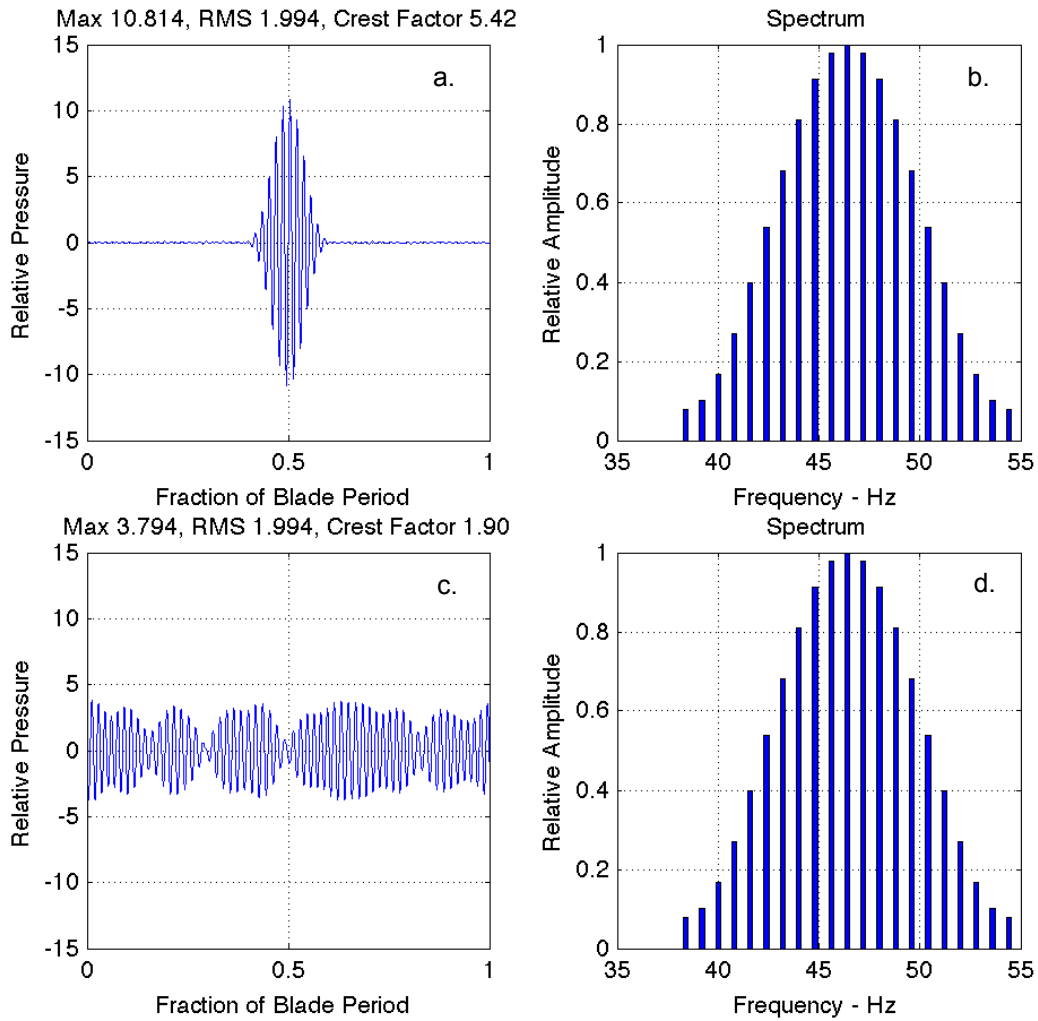 Max 10.814, RMS 1.994, Crest Factor 5.42
15
10
5
0
-5
-10
-15
Relative Pressure
a.
0
0.5
1
Fraction of Blade Period
Spectrum
1
0.8
0.6
0.4
0.2
0
Relative Amplitude
b.
35
40
45
50
55
Frequency - Hz
Max 3.794, RMS 1.994, Crest Factor 1.90
15
10
5
0
-5
-10
-15
Relative Pressure
c.
0
0.5
1
Fraction of Blade Period
Spectrum
1
0.8
0.6
0.4
0.2
0
Relative Amplitude
d.
35
40
45
50
55
Frequency - Hz